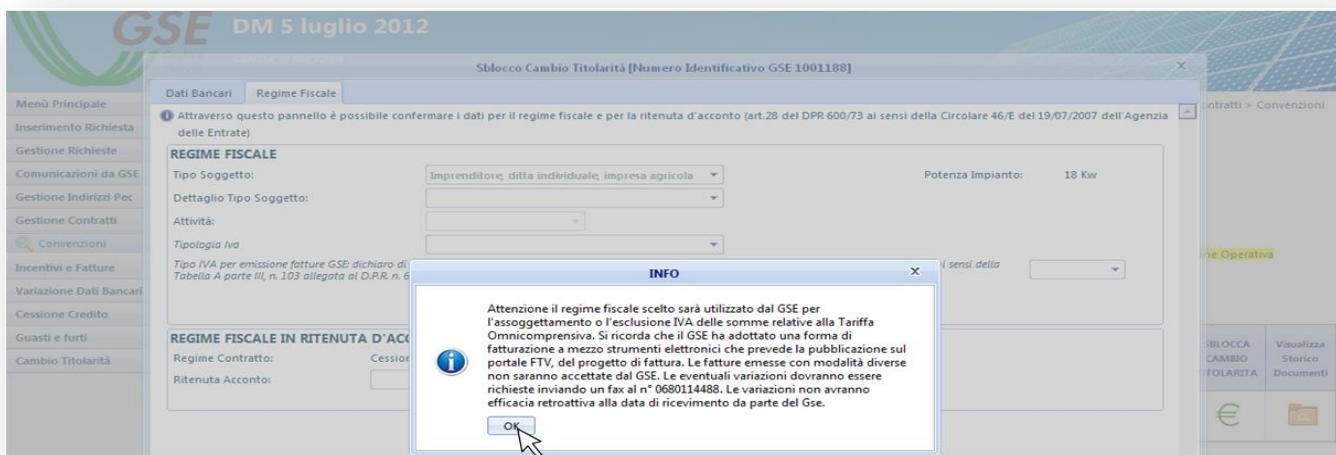 GSE DM 5 luglio 2012
Sblocco Cambio Titolarità [Numero Identificativo GSE 1001188]
Dati Bancari Regime Fiscale
Menù Principale
Inserimento Richiesta
Gestione Richieste
Comunicazioni da GSE
Gestione Indirizzi Pec
Gestione Contratti
Convenzioni
Incentivi e Fatture
Variazione Dati Bancari
Cessione Credito
Guasti e furti
Cambio Titolarità
ntratti > Convenzioni
Attraverso questo pannello è possibile confermare i dati per il regime fiscale e per la ritenuta d'acconto (art.28 del DPR 600/73 ai sensi della Circolare 46/E del 19/07/2007 dell'Agenzia
delle Entrate)
REGIME FISCALE
Tipo Soggetto: Imprenditore, ditta individuale, impresa agricola Potenza Impianto: 18 Kw
Dettaglio Tipo Soggetto:
Attività:
Tipologia Iva
Tipo IVA per emissione fatture GSE: dichiaro di
i sensi della
Tabella A parte III, n. 103 allegata al D.P.R. n. 6
ne Operativa
REGIME FISCALE IN RITENUTA D'ACC
Regime Contratto: Cession
Ritenuta Acconto:
INFO
Attenzione il regime fiscale scelto sarà utilizzato dal GSE per
l'assoggettamento o l'esclusione IVA delle somme relative alla Tariffa
Omnicomprensiva. Si ricorda che il GSE ha adottato una forma di
fatturazione a mezzo strumenti elettronici che prevede la pubblicazione sul
portale FTV, del progetto di fattura. Le fatture emesse con modalità diverse
non saranno accettate dal GSE. Le eventuali variazioni dovranno essere
richieste inviando un fax al n° 0680114488. Le variazioni non avranno
efficacia retroattiva alla data di ricevimento da parte del Gse.
OK
SBLOCCA
CAMBIO
TITOLARITA
Visualizza
Storico
Documenti
€